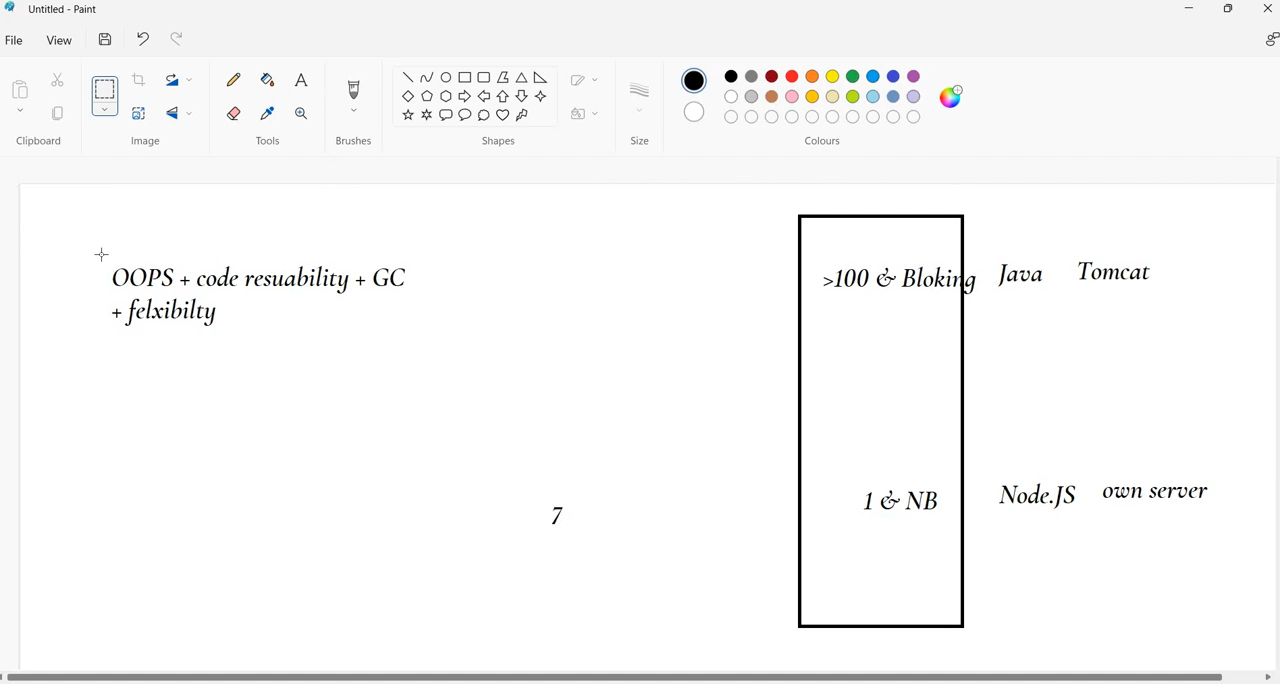 Untitled - Paint
File
View
Clipboard
Image
Tools
Brushes
Shapes
Size
Colours
OOPS + code resuability + GC
+ felxibilty
>100 & Bloking
Java
Tomcat
1 & NB
Node.JS
own server
7